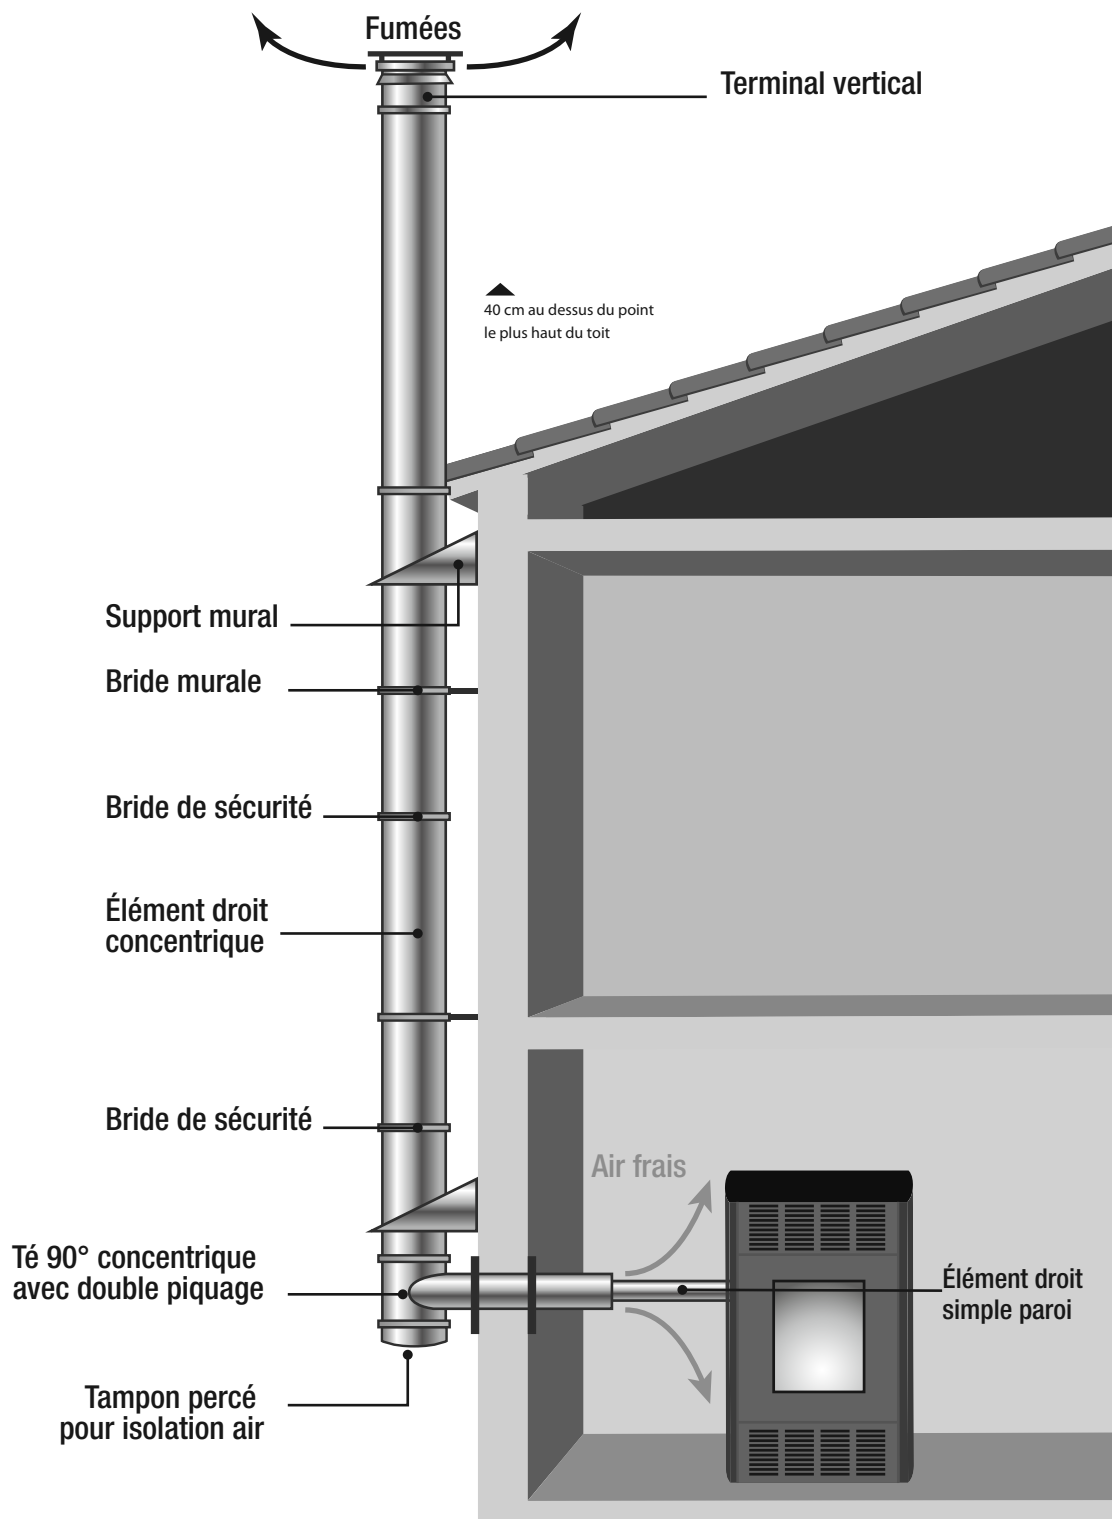 Fumées
Terminal vertical
40 cm au dessus du point
le plus haut du toit
Support mural
Bride murale
Bride de sécurité
Élément droit
concentrique
Bride de sécurité
Air frais
Té 90° concentrique
avec double piquage
Élément droit
simple paroi
Tampon percé
pour isolation air